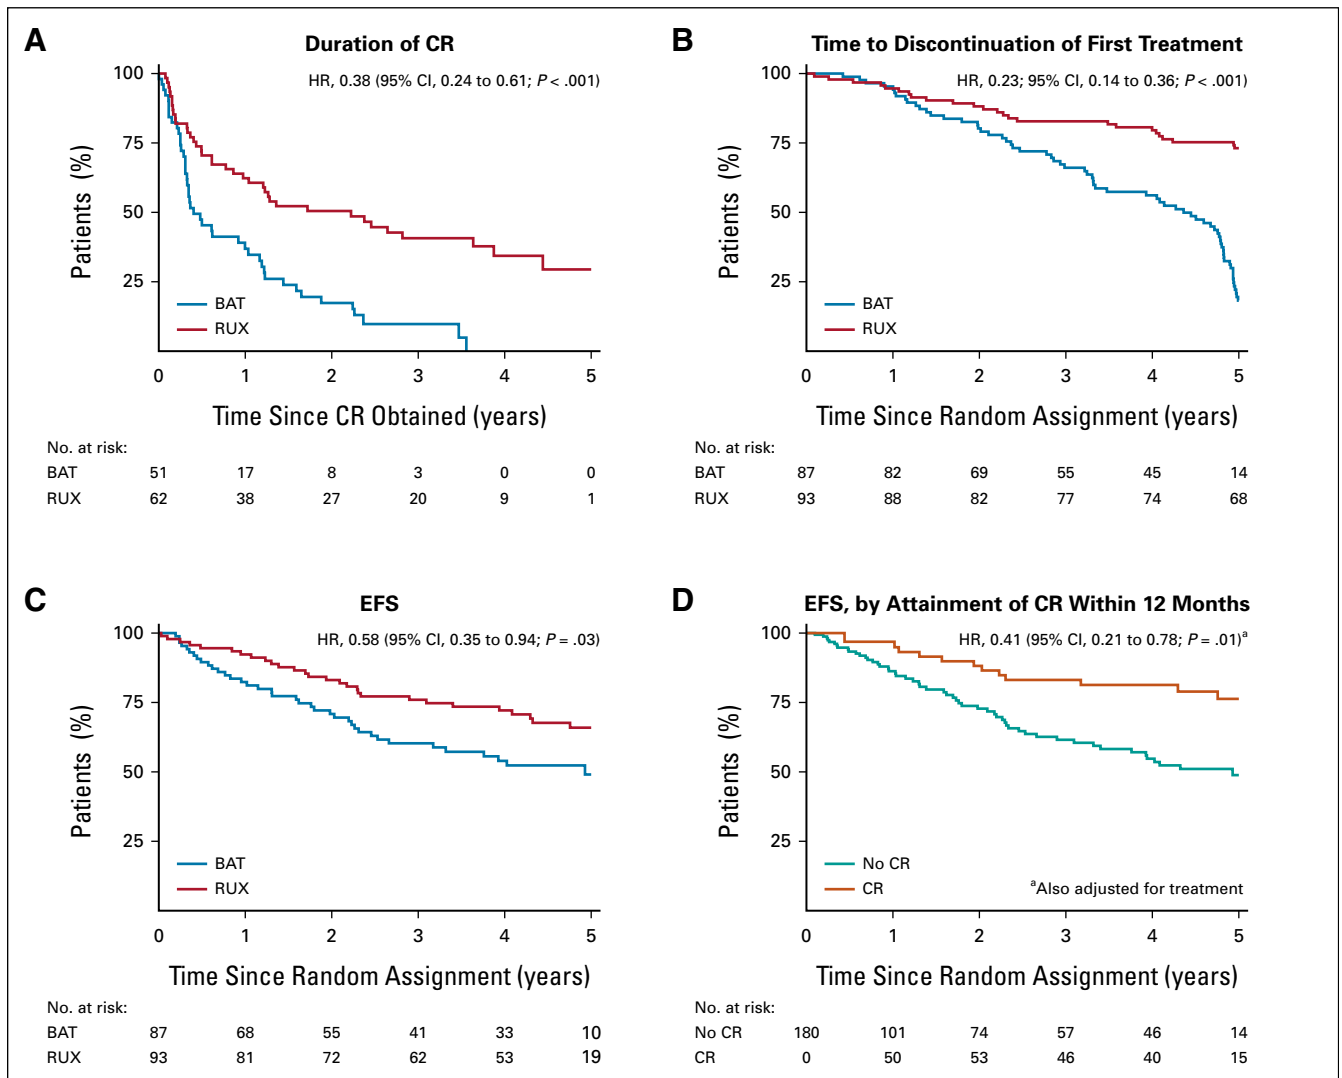 A
Duration of CR
HR, 0.38 (95% CI, 0.24 to 0.61; P < .001)
Patients (%)
100
75
50
25
BAT
RUX
0 1 2 3 4 5
Time Since CR Obtained (years)
No. at risk:
BAT 51 17 8 3 0 0
RUX 62 38 27 20 9 1
B
Time to Discontinuation of First Treatment
HR, 0.23; 95% CI, 0.14 to 0.36; P < .001)
Patients (%)
100
75
50
25
BAT
RUX
0 1 2 3 4 5
Time Since Random Assignment (years)
No. at risk:
BAT 87 82 69 55 45 14
RUX 93 88 82 77 74 68
C
EFS
HR, 0.58 (95% CI, 0.35 to 0.94; P = .03)
Patients (%)
100
75
50
25
BAT
RUX
0 1 2 3 4 5
Time Since Random Assignment (years)
No. at risk:
BAT 87 68 55 41 33 10
RUX 93 81 72 62 53 19
D
EFS, by Attainment of CR Within 12 Months
HR, 0.41 (95% CI, 0.21 to 0.78; P = .01)a
Patients (%)
100
75
50
25
No CR
CR
aAlso adjusted for treatment
0 1 2 3 4 5
Time Since Random Assignment (years)
No. at risk:
No CR 180 101 74 57 46 14
CR 0 50 53 46 40 15